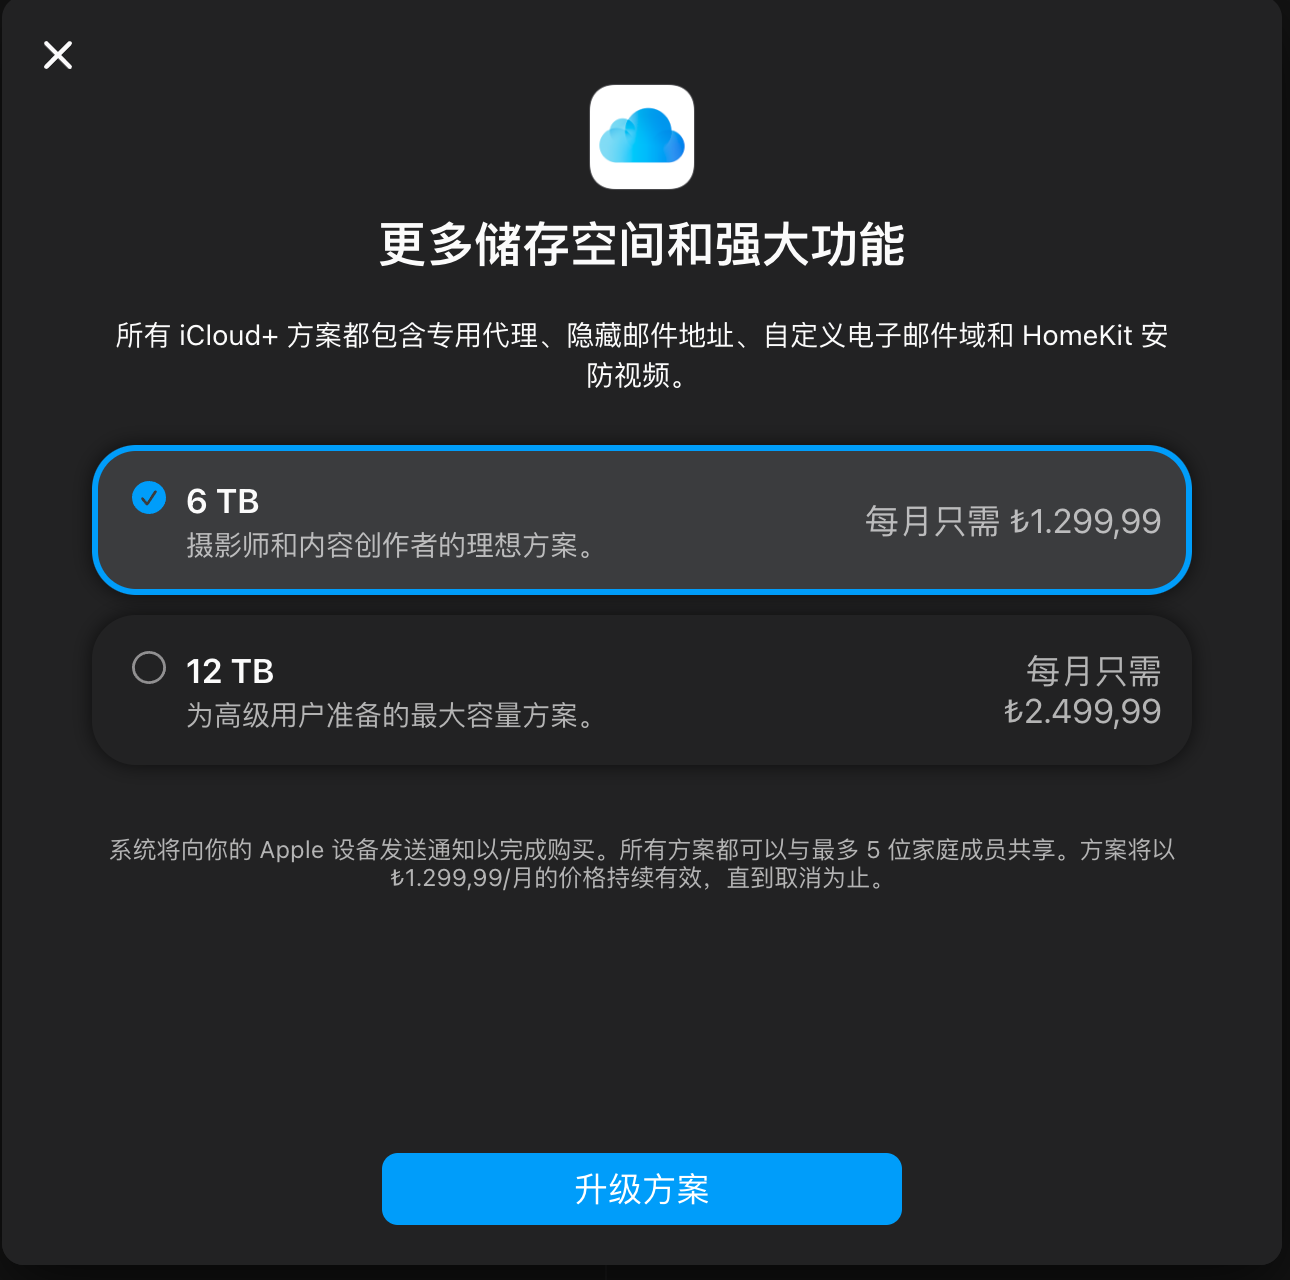 更多储存空间和强大功能
所有 iCloud+ 方案都包含专用代理、隐藏邮件地址、自定义电子邮件域和 HomeKit 安
防视频。
6 TB
每月只需 ₺1.299,99
摄影师和内容创作者的理想方案。
12 TB
每月只需
₺2.499,99
为高级用户准备的最大容量方案。
系统将向你的 Apple 设备发送通知以完成购买。所有方案都可以与最多 5 位家庭成员共享。方案将以
₺1.299,99/月的价格持续有效，直到取消为止。
升级方案